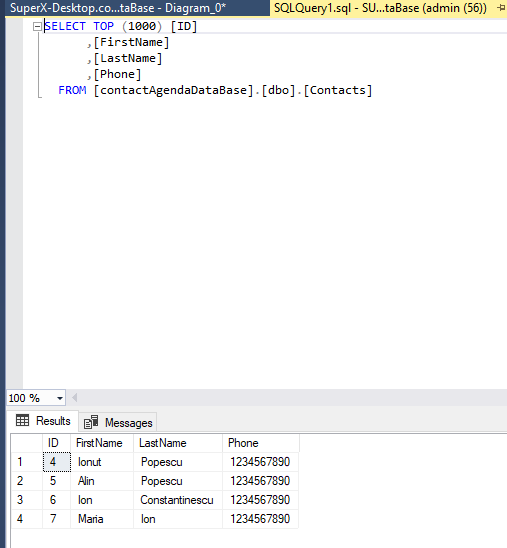 SuperX-Desktop.co...taBase - Diagram_0* SQLQuery1.sql - SU...taBase (admin (56))
SELECT TOP (1000) [ID]
,[FirstName]
,[LastName]
,[Phone]
FROM [contactAgendaDataBase].[dbo].[Contacts]
100 %
Results Messages
ID FirstName LastName Phone
1 4 Ionut Popescu 1234567890
2 5 Alin Popescu 1234567890
3 6 Ion Constantinescu 1234567890
4 7 Maria Ion 1234567890